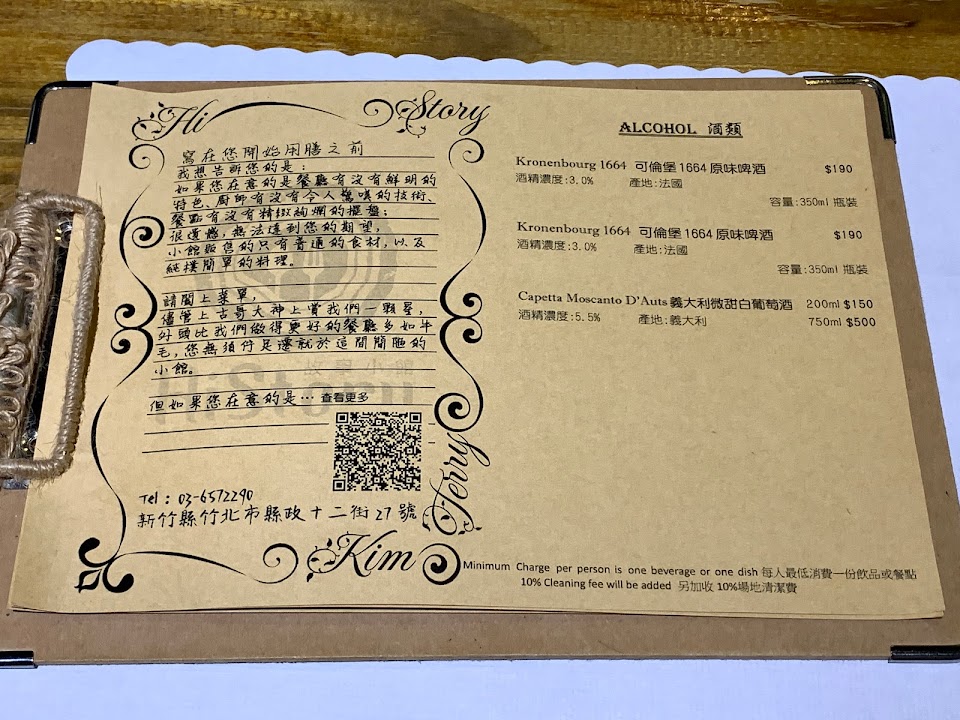 Hi Story
寫在您開始用膳之前
我想告訴您的是：
如果您在意的是餐廳有沒有鮮明的
特色、廚師有沒有令人驚嘆的技術、
餐點有沒有精緻絢爛的擺盤；
很遺憾，無法達到您的期望，
小館販售的只有普通的食材，以及
純樸簡單的料理。
請闔上菜單，
儘管上古哥大神上賞我們一顆星，
外頭比我們做得更好的餐廳多如牛
毛，您無須作是遷就於這間簡陋的
小館。
但如果您在意的是… 查看更多
Tel : 03-6572290
新竹縣竹北市縣政十二街27號
Kim
Terry
ALCOHOL 酒類
Kronenbourg 1664 可倫堡1664原味啤酒 $190
酒精濃度:3.0% 產地:法國
容量:350ml 瓶裝
Kronenbourg 1664 可倫堡1664原味啤酒 $190
酒精濃度:3.0% 產地:法國
容量:350ml 瓶裝
Capetta Moscanto D'Auts 義大利微甜白葡萄酒 200ml $150
酒精濃度:5.5% 產地:義大利 750ml $500
Minimum Charge per person is one beverage or one dish 每人最低消費一份飲品或餐點
10% Cleaning fee will be added 另加收 10%場地清潔費